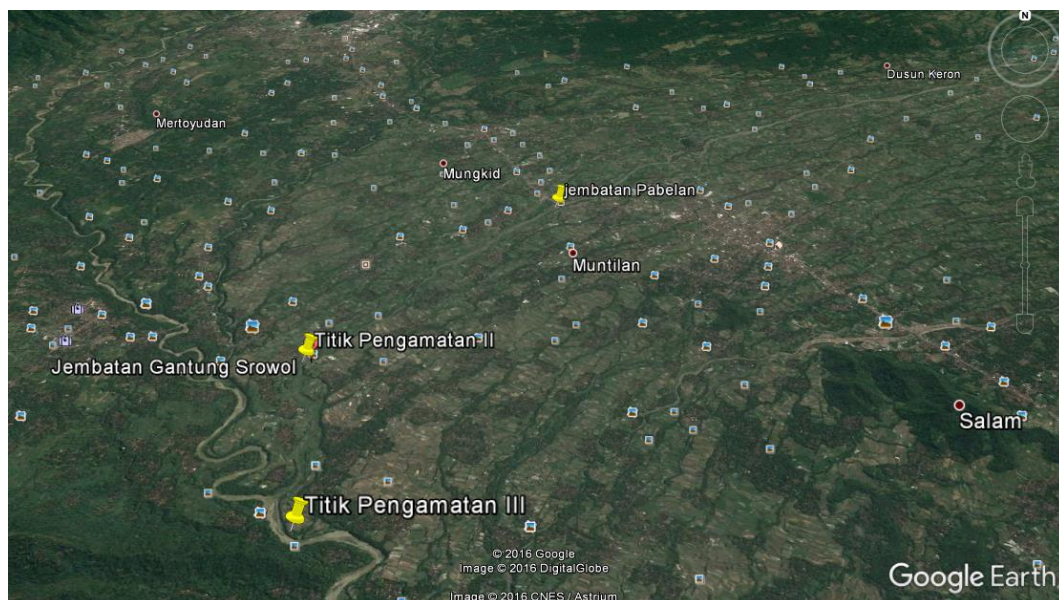 N
Dusun Keron
Mertoyudan
Mungkid
jembatan Pabelan
Muntilan
Titik Pengamatan II
Jembatan Gantung Srowol
Salam
Titik Pengamatan III
© 2016 Google
Image © 2016 DigitalGlobe
Image © 2016 CNES / Astrium
Google Earth